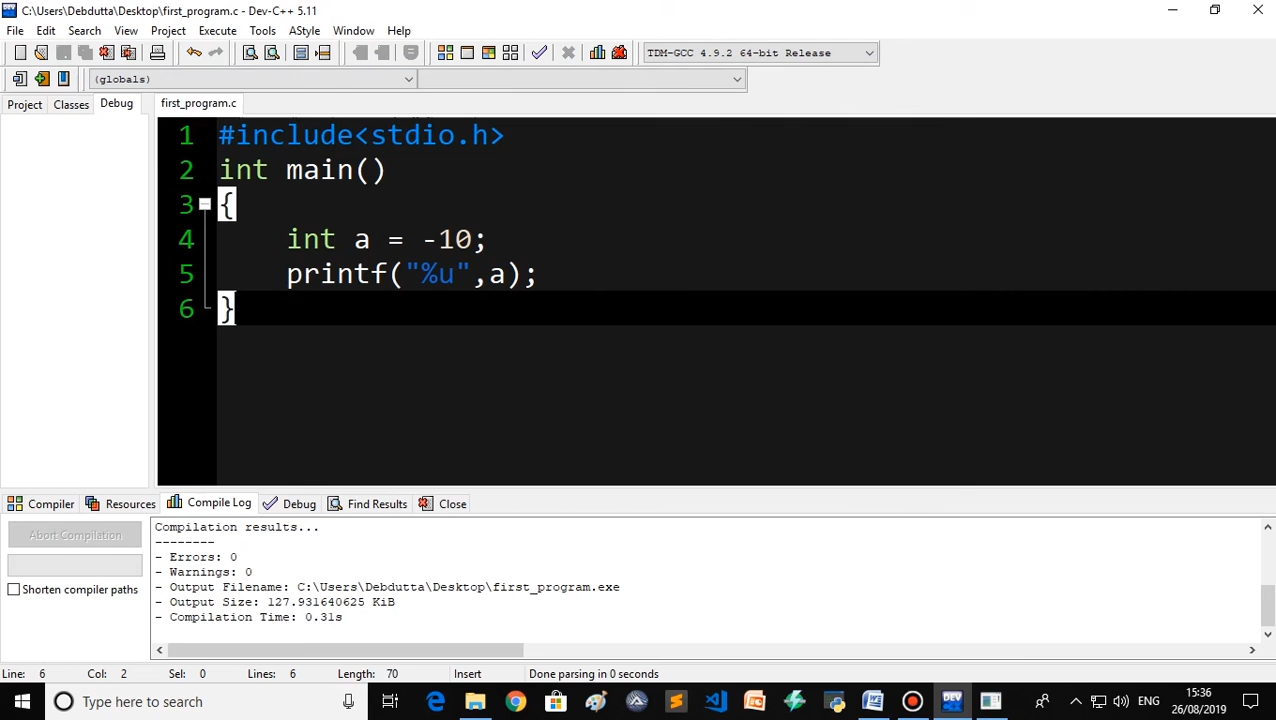 C:\Users\Debdutta\Desktop\first_program.c - Dev-C++ 5.11
File Edit Search View Project Execute Tools AStyle Window Help
TDM-GCC 4.9.2 64-bit Release
(globals)
Project Classes Debug first_program.c
1 #include<stdio.h>
2 int main()
3 {
4 int a = -10;
5 printf("%u",a);
6 }
Compiler Resources Compile Log Debug Find Results Close
Abort Compilation
Shorten compiler paths
Compilation results...
--------
- Errors: 0
- Warnings: 0
- Output Filename: C:\Users\Debdutta\Desktop\first_program.exe
- Output Size: 127.931640625 KiB
- Compilation Time: 0.31s
Line: 6 Col: 2 Sel: 0 Lines: 6 Length: 70 Insert Done parsing in 0 seconds
Type here to search
DEV
ENG
15:36
26/08/2019